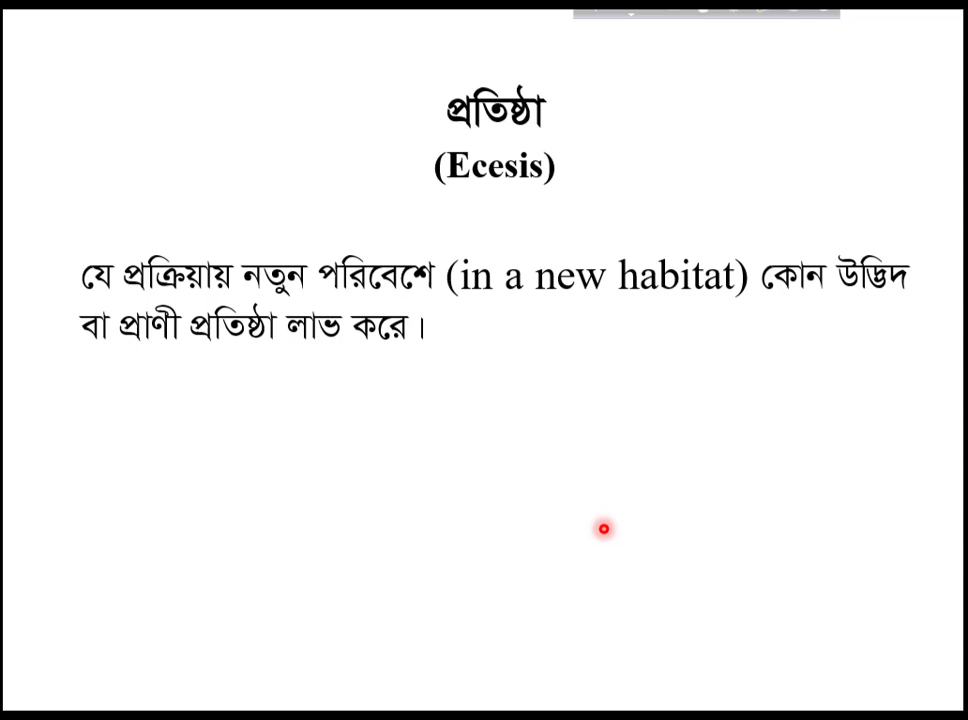 প্রতিষ্ঠা
(Ecesis)
যে প্রক্রিয়ায় নতুন পরিবেশে (in a new habitat) কোন উদ্ভিদ
বা প্রাণী প্রতিষ্ঠা লাভ করে।